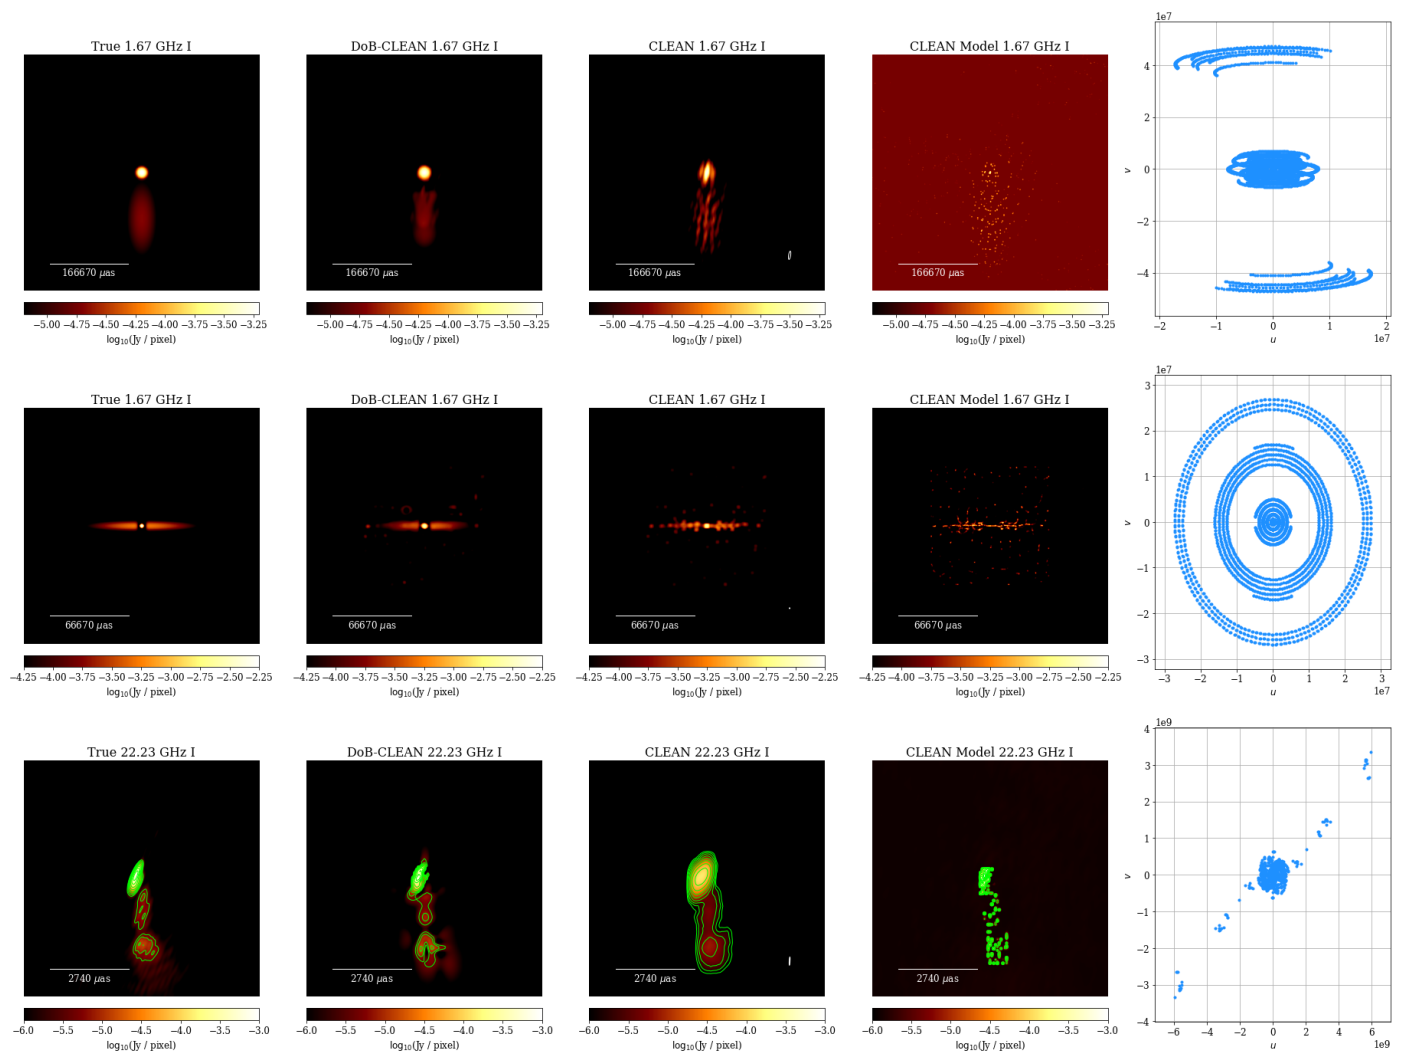 True 1.67 GHz I
DoB-CLEAN 1.67 GHz I
CLEAN 1.67 GHz I
CLEAN Model 1.67 GHz I
1e7
4
2
0
−2
−4
v
166670 µas
166670 µas
166670 µas
166670 µas
−5.00 −4.75 −4.50 −4.25 −4.00 −3.75 −3.50 −3.25
−5.00 −4.75 −4.50 −4.25 −4.00 −3.75 −3.50 −3.25
−5.00 −4.75 −4.50 −4.25 −4.00 −3.75 −3.50 −3.25
−5.00 −4.75 −4.50 −4.25 −4.00 −3.75 −3.50 −3.25
−2 −1 0 1 2
log10(Jy / pixel)
log10(Jy / pixel)
log10(Jy / pixel)
log10(Jy / pixel)
u
1e7
True 1.67 GHz I
DoB-CLEAN 1.67 GHz I
CLEAN 1.67 GHz I
CLEAN Model 1.67 GHz I
1e7
3
2
1
0
−1
−2
−3
v
66670 µas
66670 µas
66670 µas
66670 µas
−4.25 −4.00 −3.75 −3.50 −3.25 −3.00 −2.75 −2.50 −2.25
−4.25 −4.00 −3.75 −3.50 −3.25 −3.00 −2.75 −2.50 −2.25
−4.25 −4.00 −3.75 −3.50 −3.25 −3.00 −2.75 −2.50 −2.25
−4.25 −4.00 −3.75 −3.50 −3.25 −3.00 −2.75 −2.50 −2.25
−3 −2 −1 0 1 2 3
log10(Jy / pixel)
log10(Jy / pixel)
log10(Jy / pixel)
log10(Jy / pixel)
u
1e7
True 22.23 GHz I
DoB-CLEAN 22.23 GHz I
CLEAN 22.23 GHz I
CLEAN Model 22.23 GHz I
1e9
4
3
2
1
0
−1
−2
−3
−4
v
2740 µas
2740 µas
2740 µas
2740 µas
−6.0 −5.5 −5.0 −4.5 −4.0 −3.5 −3.0
−6.0 −5.5 −5.0 −4.5 −4.0 −3.5 −3.0
−6.0 −5.5 −5.0 −4.5 −4.0 −3.5 −3.0
−6.0 −5.5 −5.0 −4.5 −4.0 −3.5 −3.0
−6 −4 −2 0 2 4 6
log10(Jy / pixel)
log10(Jy / pixel)
log10(Jy / pixel)
log10(Jy / pixel)
u
1e9